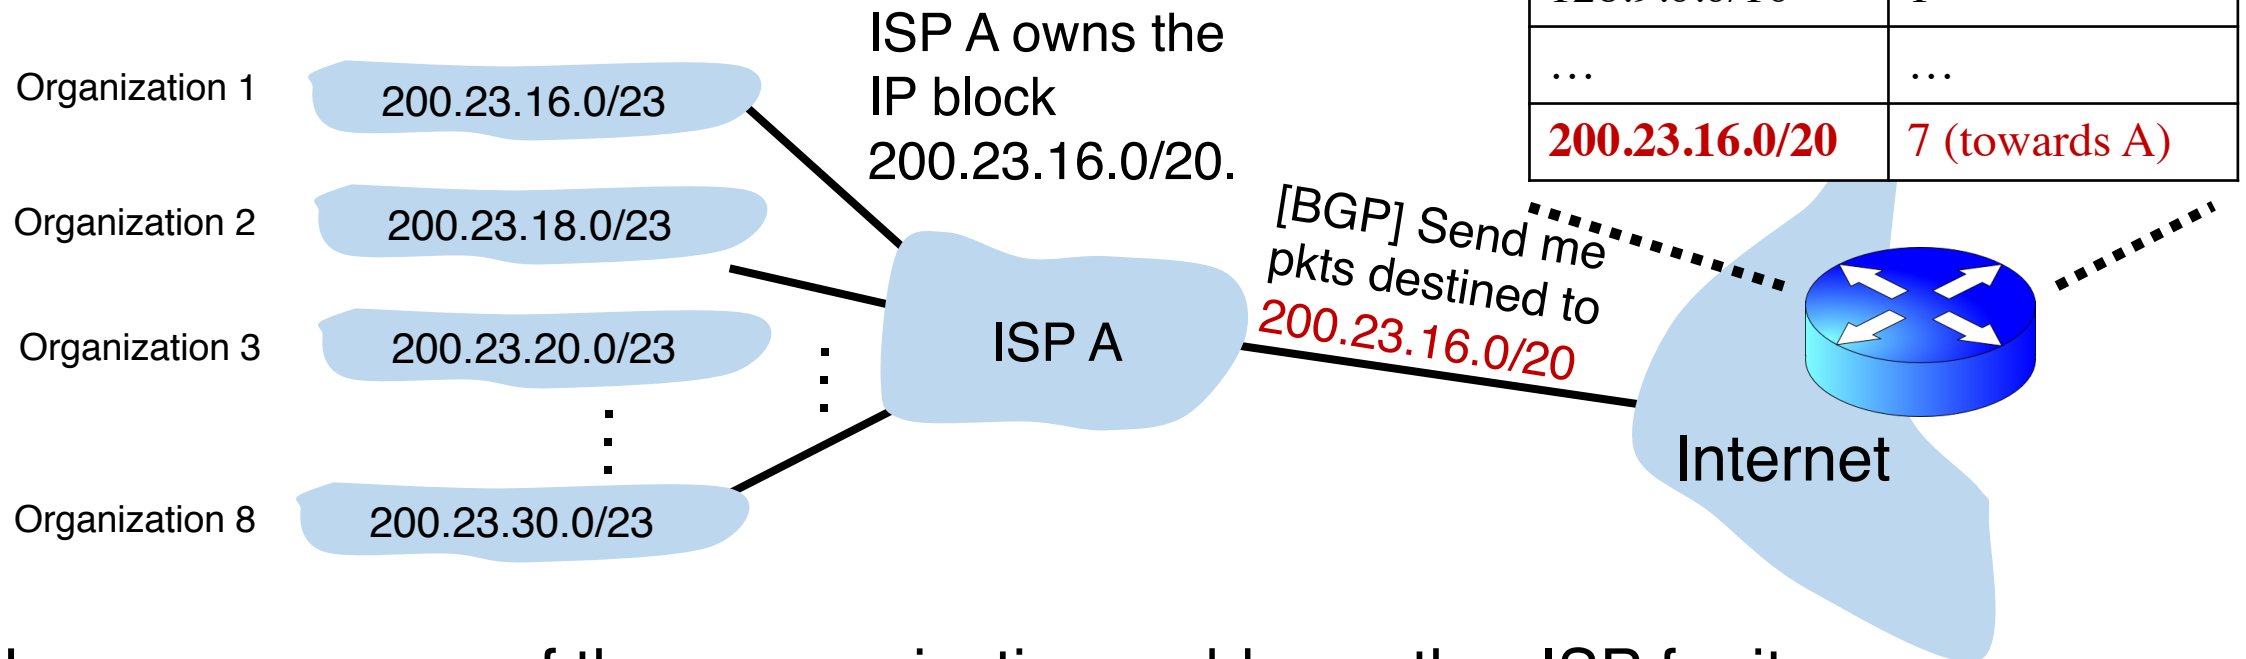 ISP A owns the
IP block
200.23.16.0/20.
… …
200.23.16.0/20 7 (towards A)
Organization 1 200.23.16.0/23
Organization 2 200.23.18.0/23
Organization 3 200.23.20.0/23
Organization 8 200.23.30.0/23
ISP A
[BGP] Send me
pkts destined to
200.23.16.0/20
Internet